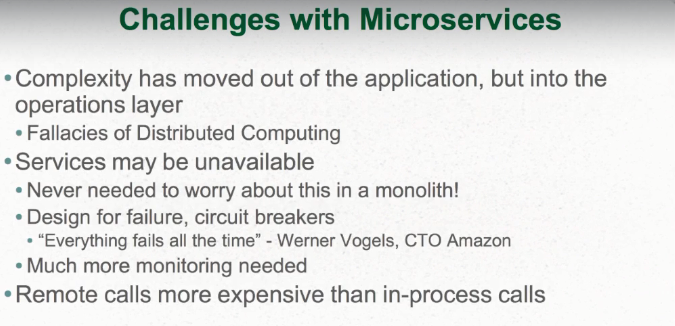 Challenges with Microservices
•Complexity has moved out of the application, but into the
operations layer
•Fallacies of Distributed Computing
•Services may be unavailable
•Never needed to worry about this in a monolith!
•Design for failure, circuit breakers
•"Everything fails all the time" - Werner Vogels, CTO Amazon
•Much more monitoring needed
•Remote calls more expensive than in-process calls